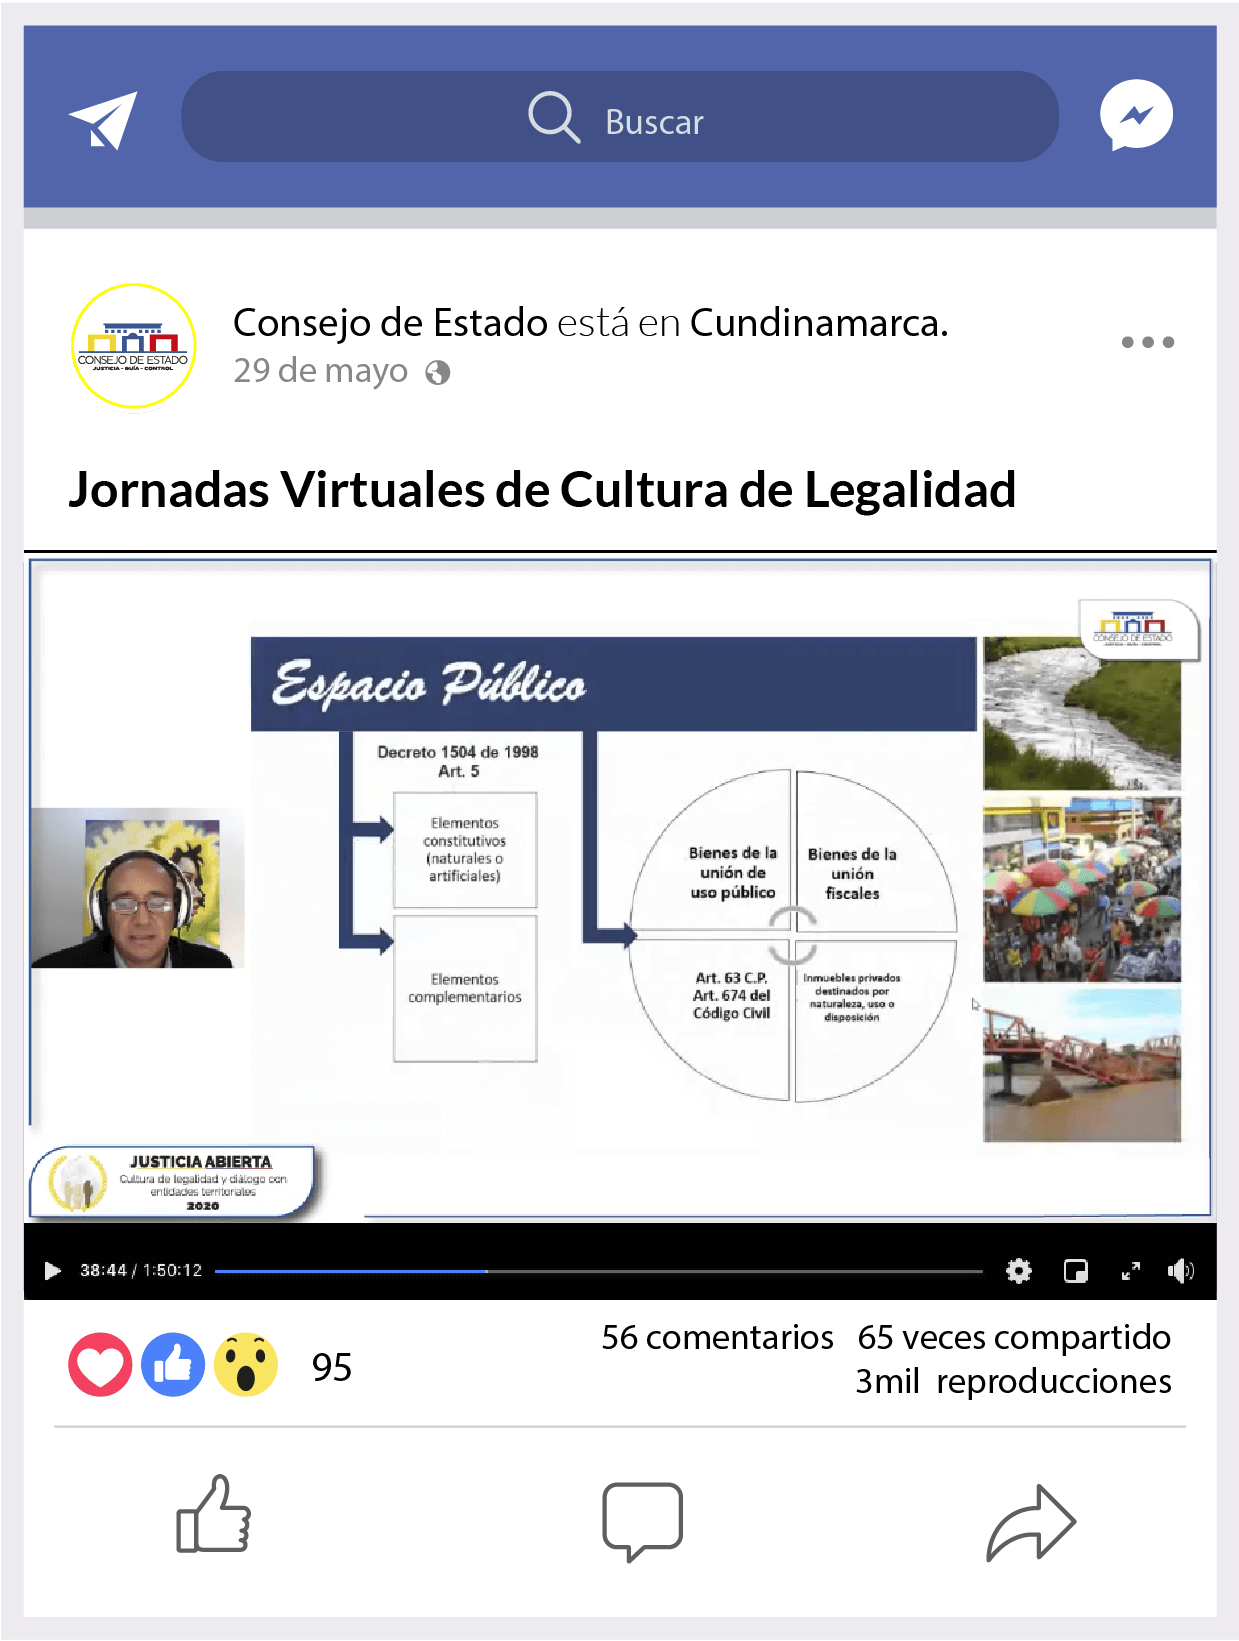 Buscar
CONSEJO DE ESTADO
JUSTICIA - GUÍA - CONTROL
Consejo de Estado está en Cundinamarca.
29 de mayo
Jornadas Virtuales de Cultura de Legalidad
CONSEJO DE ESTADO
JUSTICIA - GUÍA - CONTROL
Espacio Público
Decreto 1504 de 1998
Art. 5
Elementos
constitutivos
(naturales o
artificiales)
Elementos
complementarios
Bienes de la
unión de
uso público
Bienes de la
unión
fiscales
Art. 63 C.P.
Art. 674 del
Código Civil
Inmuebles privados
destinados por
naturaleza, uso o
disposición
JUSTICIA ABIERTA
Cultura de legalidad y diálogo con
entidades territoriales
2020
38:44 / 1:50:12
95
56 comentarios 65 veces compartido
3mil reproducciones